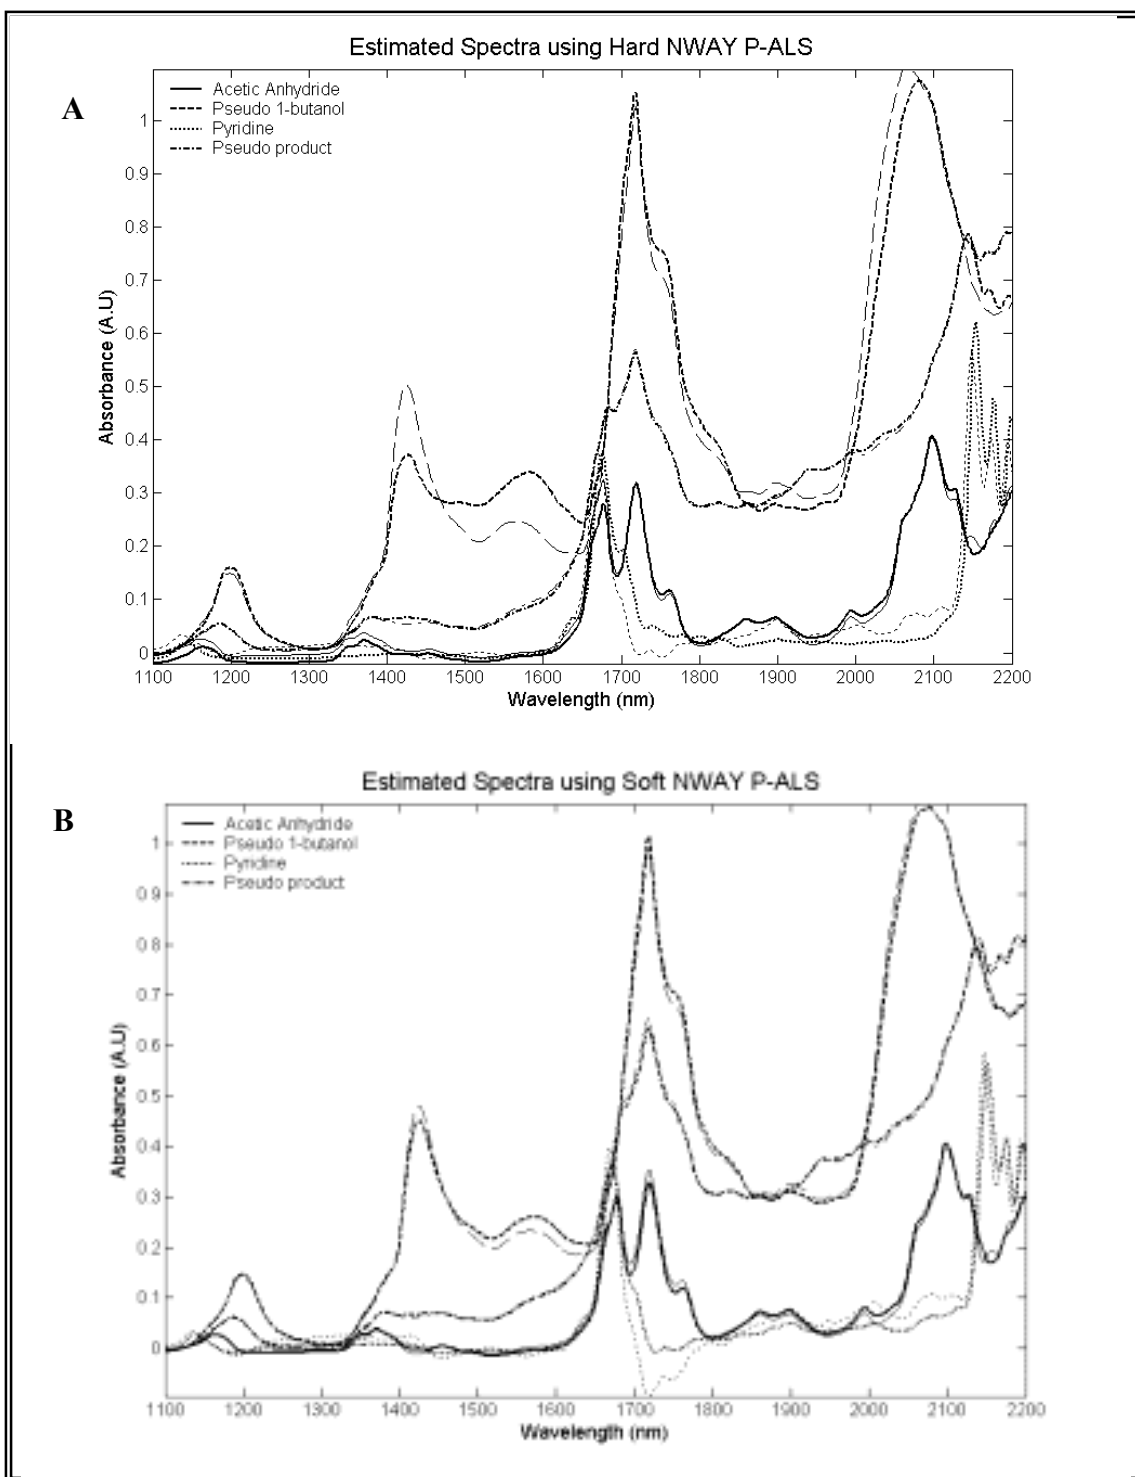 Estimated Spectra using Hard NWAY P-ALS
A
Acetic Anhydride
Pseudo 1-butanol
Pyridine
Pseudo product
1
0.9
0.8
0.7
0.6
0.5
0.4
0.3
0.2
0.1
0
Absorbance (A.U)
1100 1200 1300 1400 1500 1600 1700 1800 1900 2000 2100 2200
Wavelength (nm)
Estimated Spectra using Soft NWAY P-ALS
B
Acetic Anhydride
Pseudo 1-butanol
Pyridine
Pseudo product
1
0.9
0.8
0.7
0.6
0.5
0.4
0.3
0.2
0.1
0
Absorbance (A.U)
1100 1200 1300 1400 1500 1600 1700 1800 1900 2000 2100 2200
Wavelength (nm)